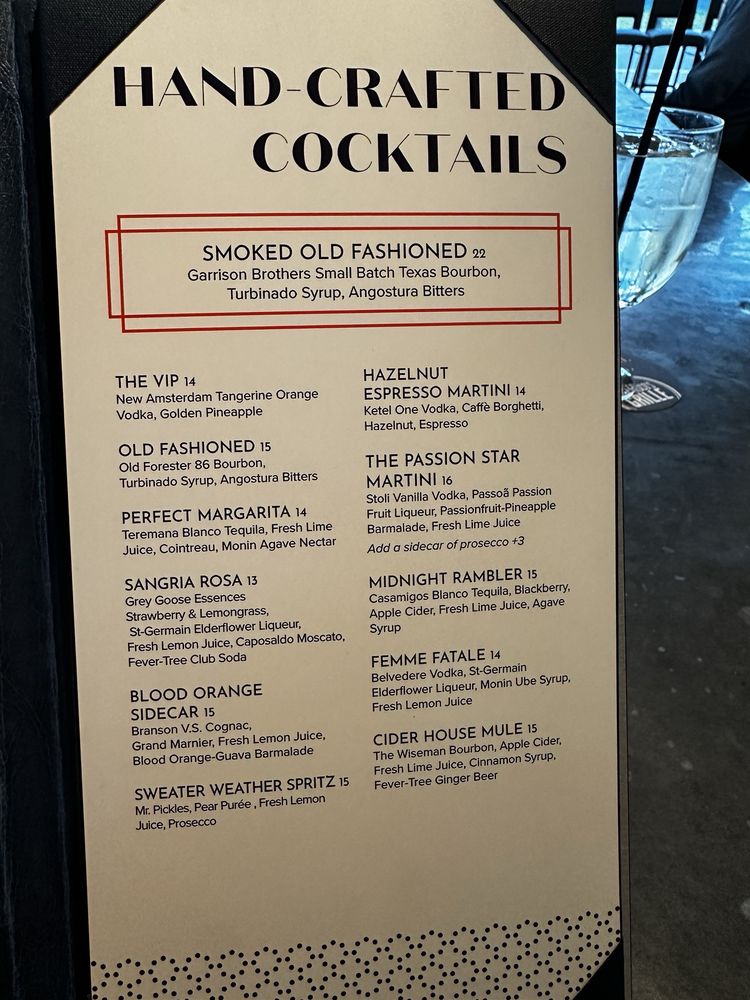 HAND-CRAFTED
COCKTAILS
SMOKED OLD FASHIONED 22
Garrison Brothers Small Batch Texas Bourbon,
Turbinado Syrup, Angostura Bitters
THE VIP 14
New Amsterdam Tangerine Orange
Vodka, Golden Pineapple
OLD FASHIONED 15
Old Forester 86 Bourbon,
Turbinado Syrup, Angostura Bitters
PERFECT MARGARITA 14
Teremana Blanco Tequila, Fresh Lime
Juice, Cointreau, Monin Agave Nectar
SANGRIA ROSA 13
Grey Goose Essences
Strawberry & Lemongrass,
St-Germain Elderflower Liqueur,
Fresh Lemon Juice, Caposaldo Moscato,
Fever-Tree Club Soda
BLOOD ORANGE
SIDECAR 15
Branson V.S. Cognac,
Grand Marnier, Fresh Lemon Juice,
Blood Orange-Guava Barmalade
SWEATER WEATHER SPRITZ 15
Mr. Pickles, Pear Purée , Fresh Lemon
Juice, Prosecco
HAZELNUT
ESPRESSO MARTINI 14
Ketel One Vodka, Caffè Borghetti,
Hazelnut, Espresso
THE PASSION STAR
MARTINI 16
Stoli Vanilla Vodka, Passoã Passion
Fruit Liqueur, Passionfruit-Pineapple
Barmalade, Fresh Lime Juice
Add a sidecar of prosecco +3
MIDNIGHT RAMBLER 15
Casamigos Blanco Tequila, Blackberry,
Apple Cider, Fresh Lime Juice, Agave
Syrup
FEMME FATALE 14
Belvedere Vodka, St-Germain
Elderflower Liqueur, Monin Ube Syrup,
Fresh Lemon Juice
CIDER HOUSE MULE 15
The Wiseman Bourbon, Apple Cider,
Fresh Lime Juice, Cinnamon Syrup,
Fever-Tree Ginger Beer